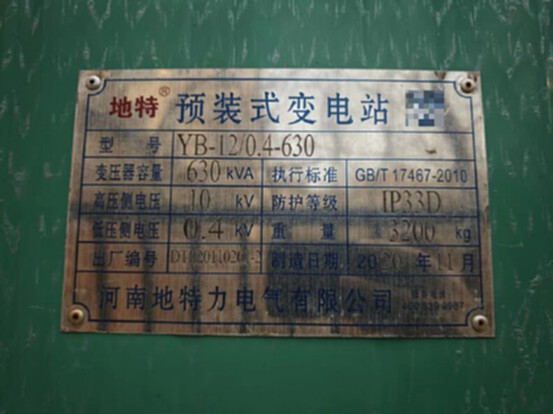 地特® 预装式变电站
型 号 YB-12/0.4-630
变压器容量 630 kVA 执行标准 GB/T 17467-2010
高压侧电压 10 kV 防护等级 IP33D
低压侧电压 0.4 kV 重 量 3200 kg
出厂编号 制造日期 2020 年 11 月
河南地特力电气有限公司